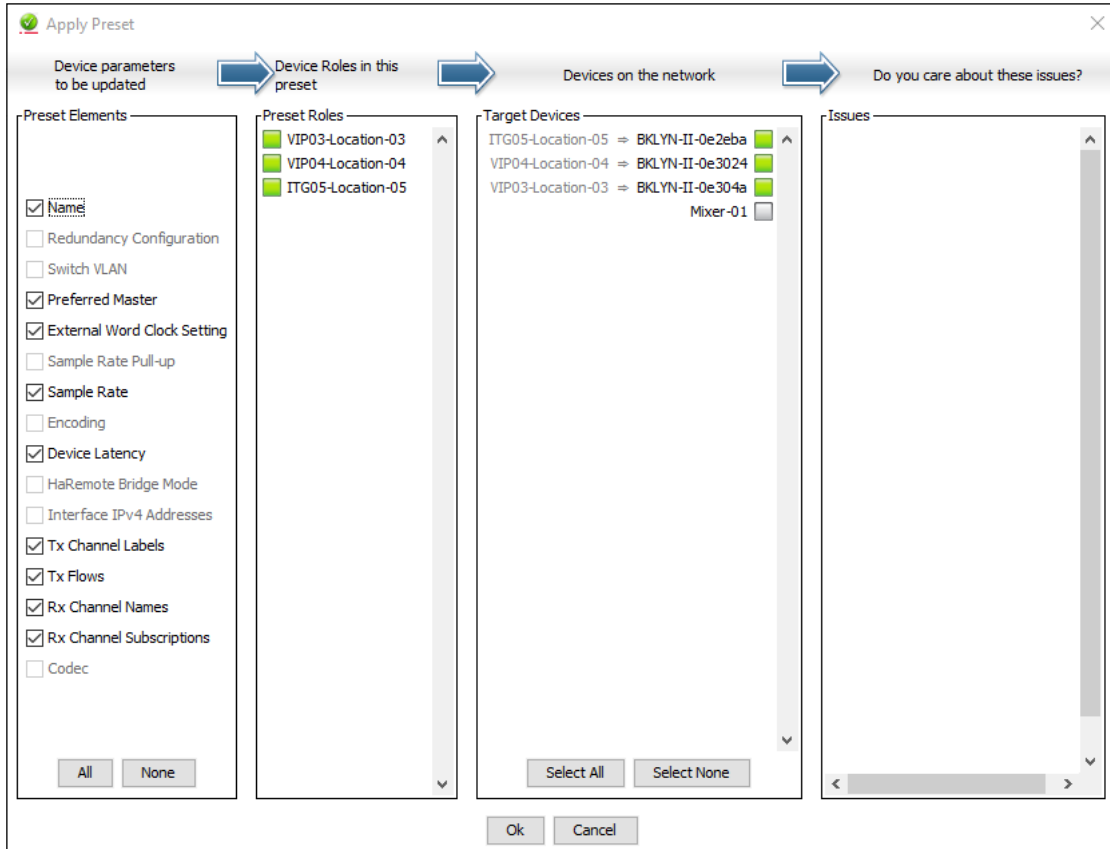 Apply Preset
Device parameters
to be updated
Device Roles in this
preset
Devices on the network
Do you care about these issues?
Preset Elements
Name
Redundancy Configuration
Switch VLAN
Preferred Master
External Word Clock Setting
Sample Rate Pull-up
Sample Rate
Encoding
Device Latency
HaRemote Bridge Mode
Interface IPv4 Addresses
Tx Channel Labels
Tx Flows
Rx Channel Names
Rx Channel Subscriptions
Codec
All None
Preset Roles
VIP03-Location-03
VIP04-Location-04
ITG05-Location-05
Target Devices
ITG05-Location-05 ⇒ BKLYN-II-0e2eba
VIP04-Location-04 ⇒ BKLYN-II-0e3024
VIP03-Location-03 ⇒ BKLYN-II-0e304a
Mixer-01
Select All Select None
Issues
Ok Cancel